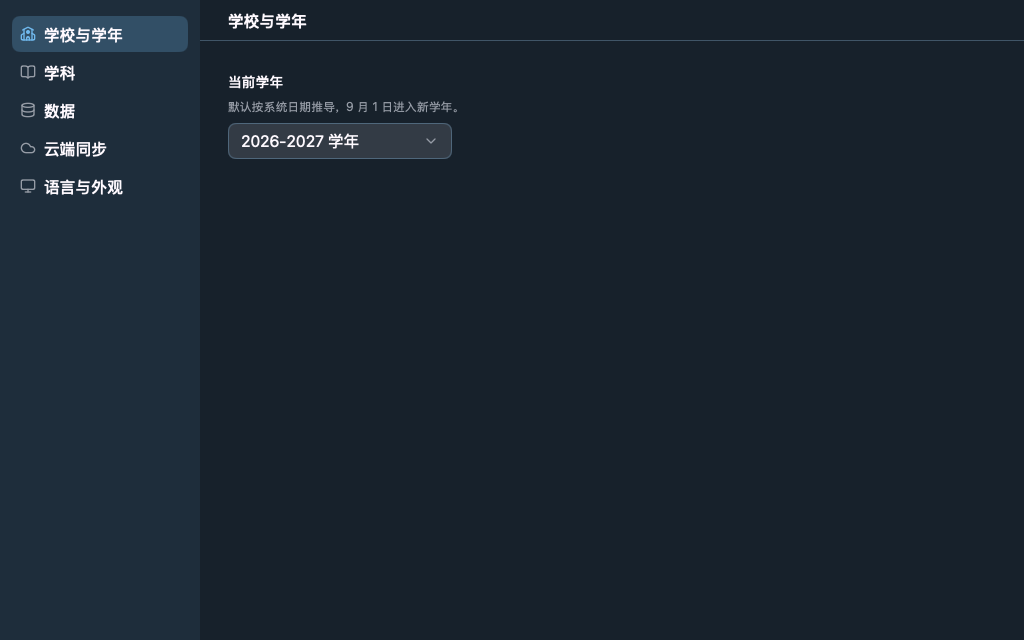 学校与学年
学科
数据
云端同步
语言与外观
学校与学年
当前学年
默认按系统日期推导，9 月 1 日进入新学年。
2026-2027 学年